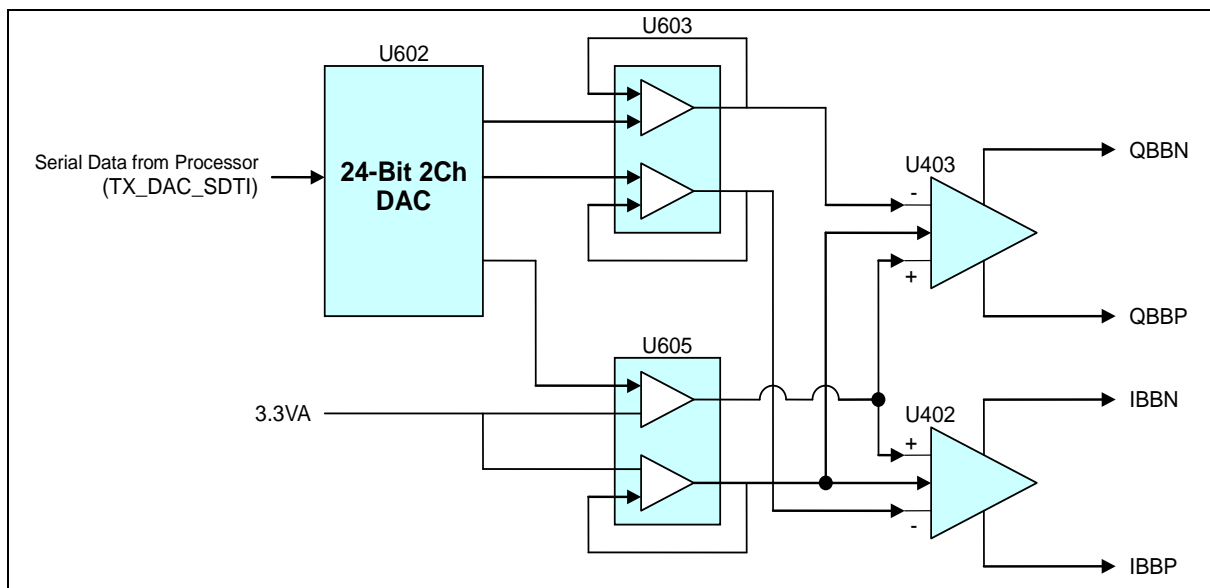 U603
U602
Serial Data from Processor
(TX_DAC_SDTI)
24-Bit 2Ch
DAC
QBBN
U403
-
+
QBBP
U605
3.3VA
IBBN
U402
+
-
IBBP